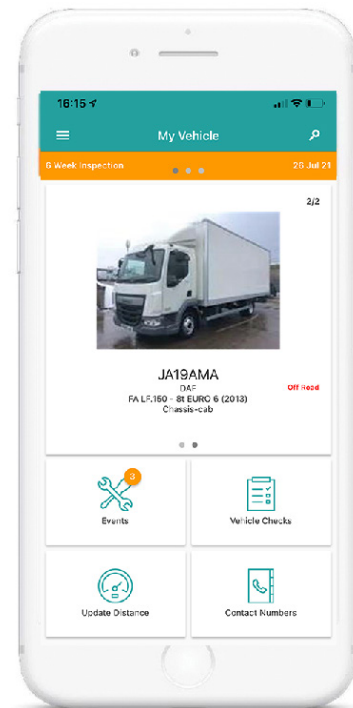 16:15
My Vehicle
6 Week Inspection 26 Jul 21
2/2
JA19AMA
DAF
Off Road
FA LF.150 - 8t EURO 6 (2013)
Chassis-cab
3
Events
Vehicle Checks
Update Distance
Contact Numbers